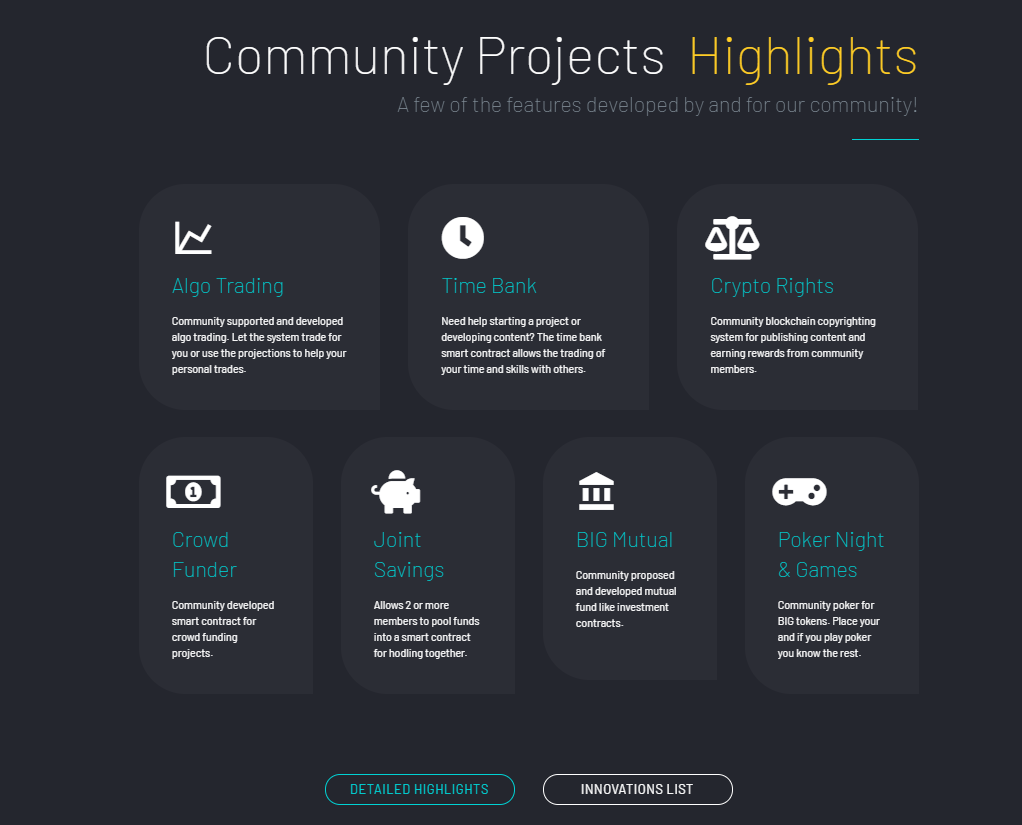 Community Projects Highlights
A few of the features developed by and for our community!
Algo Trading
Community supported and developed
algo trading. Let the system trade for
you or use the projections to help your
personal trades.
Time Bank
Need help starting a project or
developing content? The time bank
smart contract allows the trading of
your time and skills with others.
Crypto Rights
Community blockchain copyrighting
system for publishing content and
earning rewards from community
members.
1
Crowd
Funder
Community developed
smart contract for
crowd funding
projects.
Joint
Savings
Allows 2 or more
members to pool funds
into a smart contract
for hodling together.
BIG Mutual
Community proposed
and developed mutual
fund like investment
contracts.
Poker Night
& Games
Community poker for
BIG tokens. Place your
and if you play poker
you know the rest.
DETAILED HIGHLIGHTS
INNOVATIONS LIST